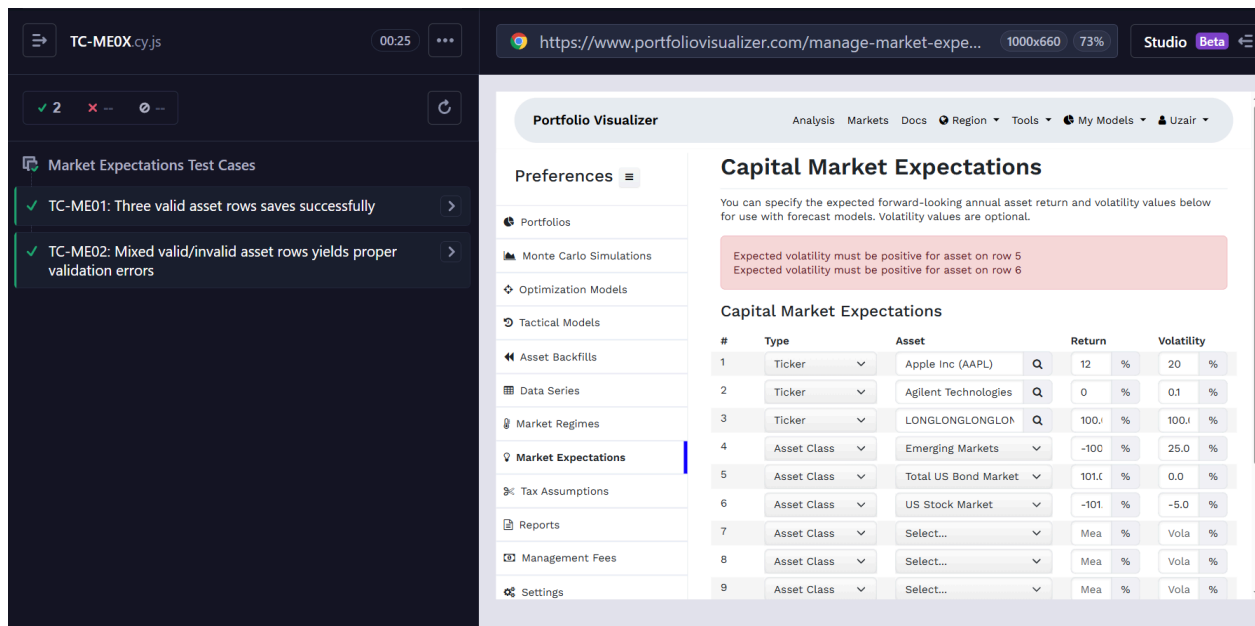 TC-ME0X.cy.js
00:25
https://www.portfoliovisualizer.com/manage-market-expe...
1000x660
73%
Studio
Beta
2
--
--
Market Expectations Test Cases
TC-ME01: Three valid asset rows saves successfully
TC-ME02: Mixed valid/invalid asset rows yields proper
validation errors
Portfolio Visualizer
Analysis Markets Docs Region Tools My Models Uzair
Preferences
Portfolios
Monte Carlo Simulations
Optimization Models
Tactical Models
Asset Backfills
Data Series
Market Regimes
Market Expectations
Tax Assumptions
Reports
Management Fees
Settings
Capital Market Expectations
You can specify the expected forward-looking annual asset return and volatility values below
for use with forecast models. Volatility values are optional.
Expected volatility must be positive for asset on row 5
Expected volatility must be positive for asset on row 6
Capital Market Expectations
# Type Asset Return Volatility
1 Ticker Apple Inc (AAPL) 12 % 20 %
2 Ticker Agilent Technologies 0 % 0.1 %
3 Ticker LONGLONGLONGLON 100. % 100. %
4 Asset Class Emerging Markets -100 % 25.0 %
5 Asset Class Total US Bond Market 101.0 % 0.0 %
6 Asset Class US Stock Market -101. % -5.0 %
7 Asset Class Select... Mea % Vola %
8 Asset Class Select... Mea % Vola %
9 Asset Class Select... Mea % Vola %